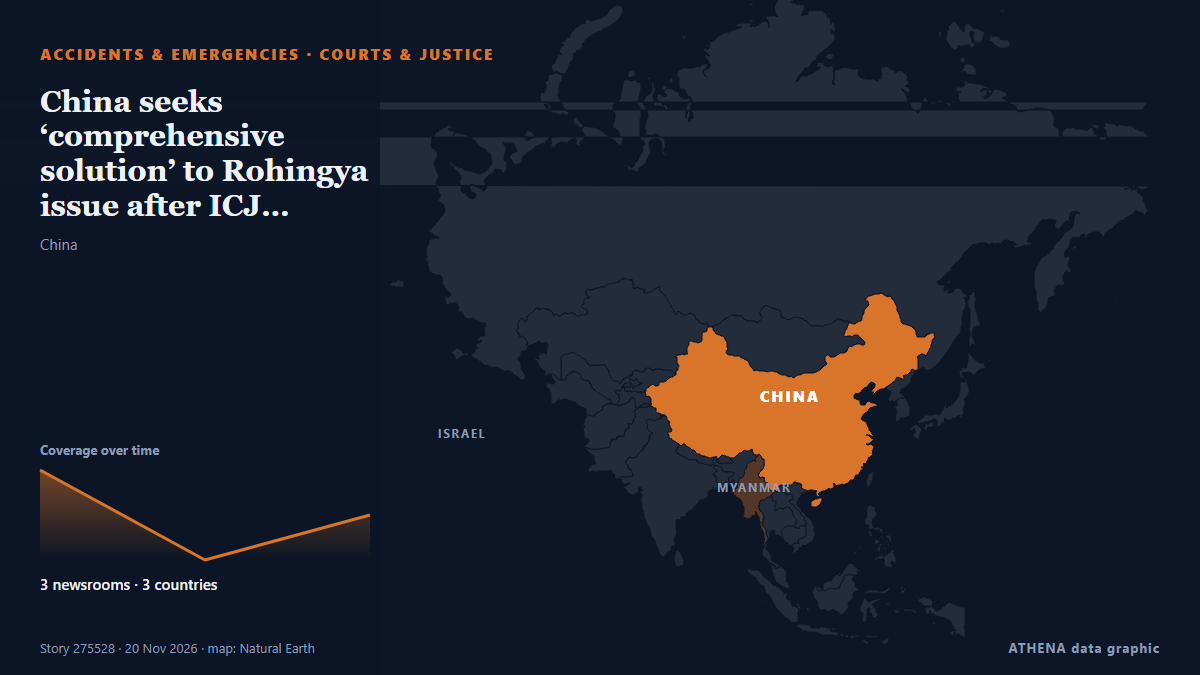 ACCIDENTS & EMERGENCIES · COURTS & JUSTICE
China seeks
‘comprehensive
solution’ to Rohingya
issue after ICJ...
China
CHINA
ISRAEL
MYANMAR
Coverage over time
3 newsrooms · 3 countries
Story 275528 · 20 Nov 2026 · map: Natural Earth
ATHENA data graphic